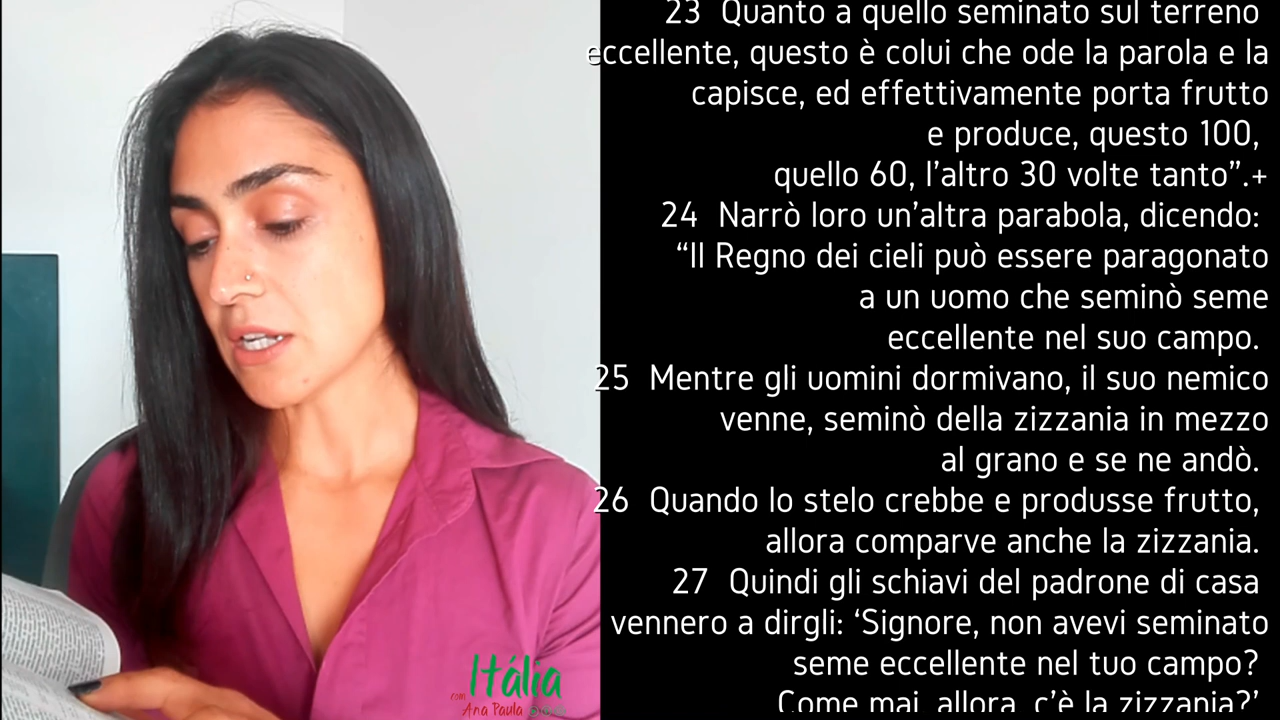 23 Quanto a quello seminato sul terreno
eccellente, questo è colui che ode la parola e la
capisce, ed effettivamente porta frutto
e produce, questo 100,
quello 60, l’altro 30 volte tanto”.+
24 Narrò loro un’altra parabola, dicendo:
“Il Regno dei cieli può essere paragonato
a un uomo che seminò seme
eccellente nel suo campo.
25 Mentre gli uomini dormivano, il suo nemico
venne, seminò della zizzania in mezzo
al grano e se ne andò.
26 Quando lo stelo crebbe e produsse frutto,
allora comparve anche la zizzania.
27 Quindi gli schiavi del padrone di casa
vennero a dirgli: ‘Signore, non avevi seminato
seme eccellente nel tuo campo?
Come mai, allora, c’è la zizzania?’
Itália
com
Ana Paula